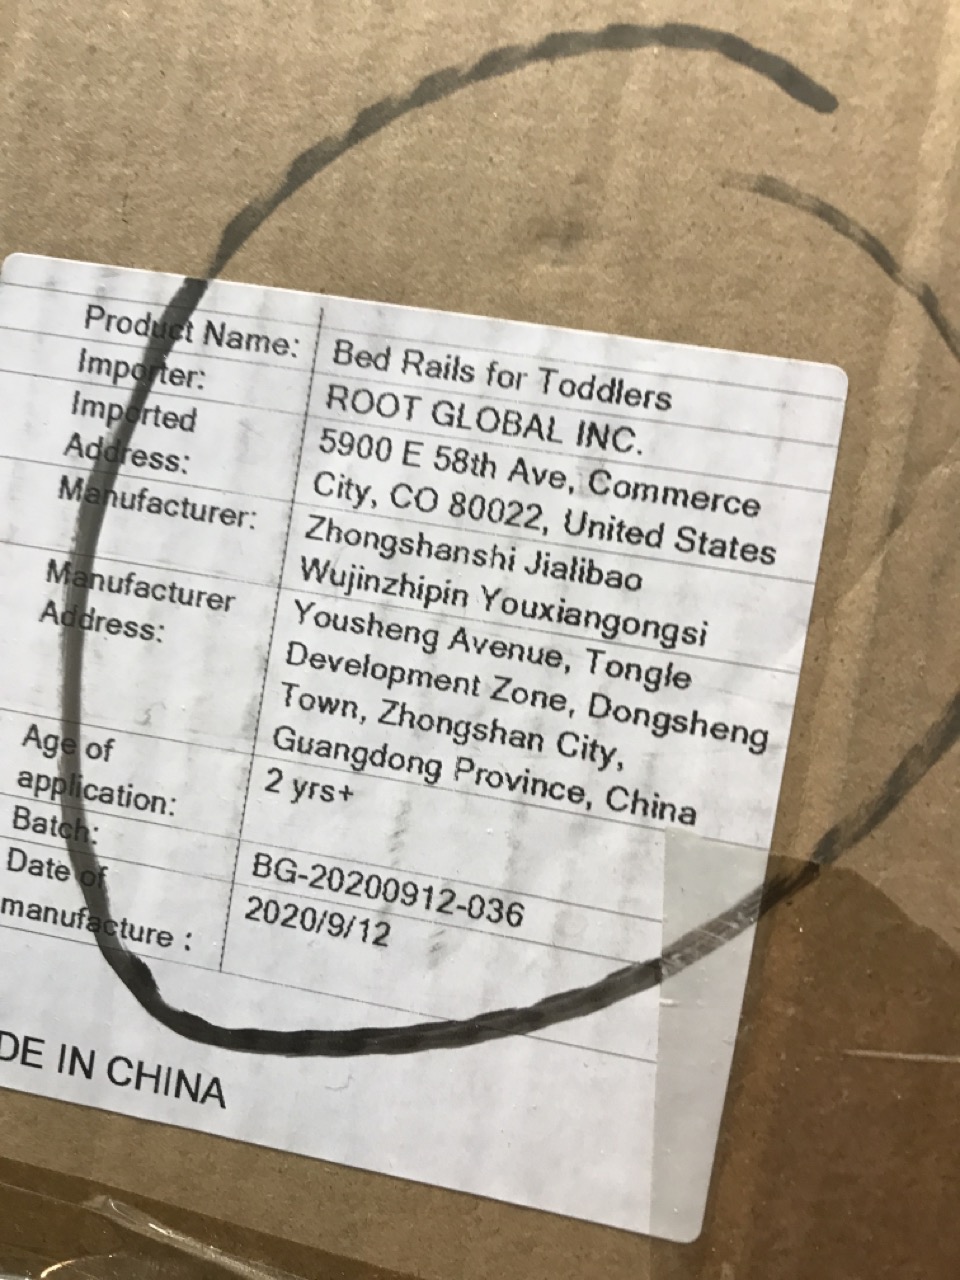 Product Name: Bed Rails for Toddlers
Importer: ROOT GLOBAL INC.
Imported Address: 5900 E 58th Ave, Commerce
City, CO 80022, United States
Manufacturer: Zhongshanshi Jialibao
Wujinzhipin Youxiangongsi
Manufacturer Address: Yousheng Avenue, Tongle
Development Zone, Dongsheng
Town, Zhongshan City,
Guangdong Province, China
Age of application: 2 yrs+
Batch: BG-20200912-036
Date of manufacture : 2020/9/12
DE IN CHINA